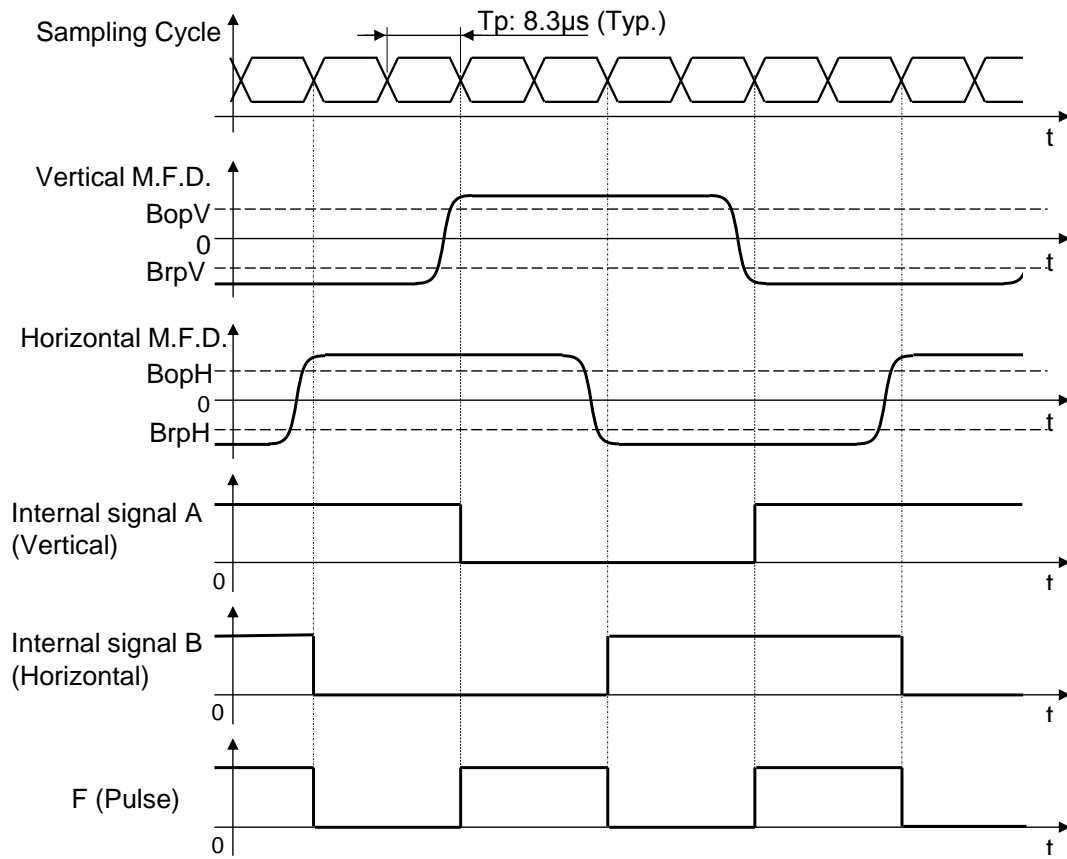 Tp: 8.3µs (Typ.)
Sampling Cycle
t
Vertical M.F.D.
BopV
0
t
BrpV
Horizontal M.F.D.
BopH
0
BrpH
t
Internal signal A
(Vertical)
0
t
Internal signal B
(Horizontal)
0
t
F (Pulse)
0
t